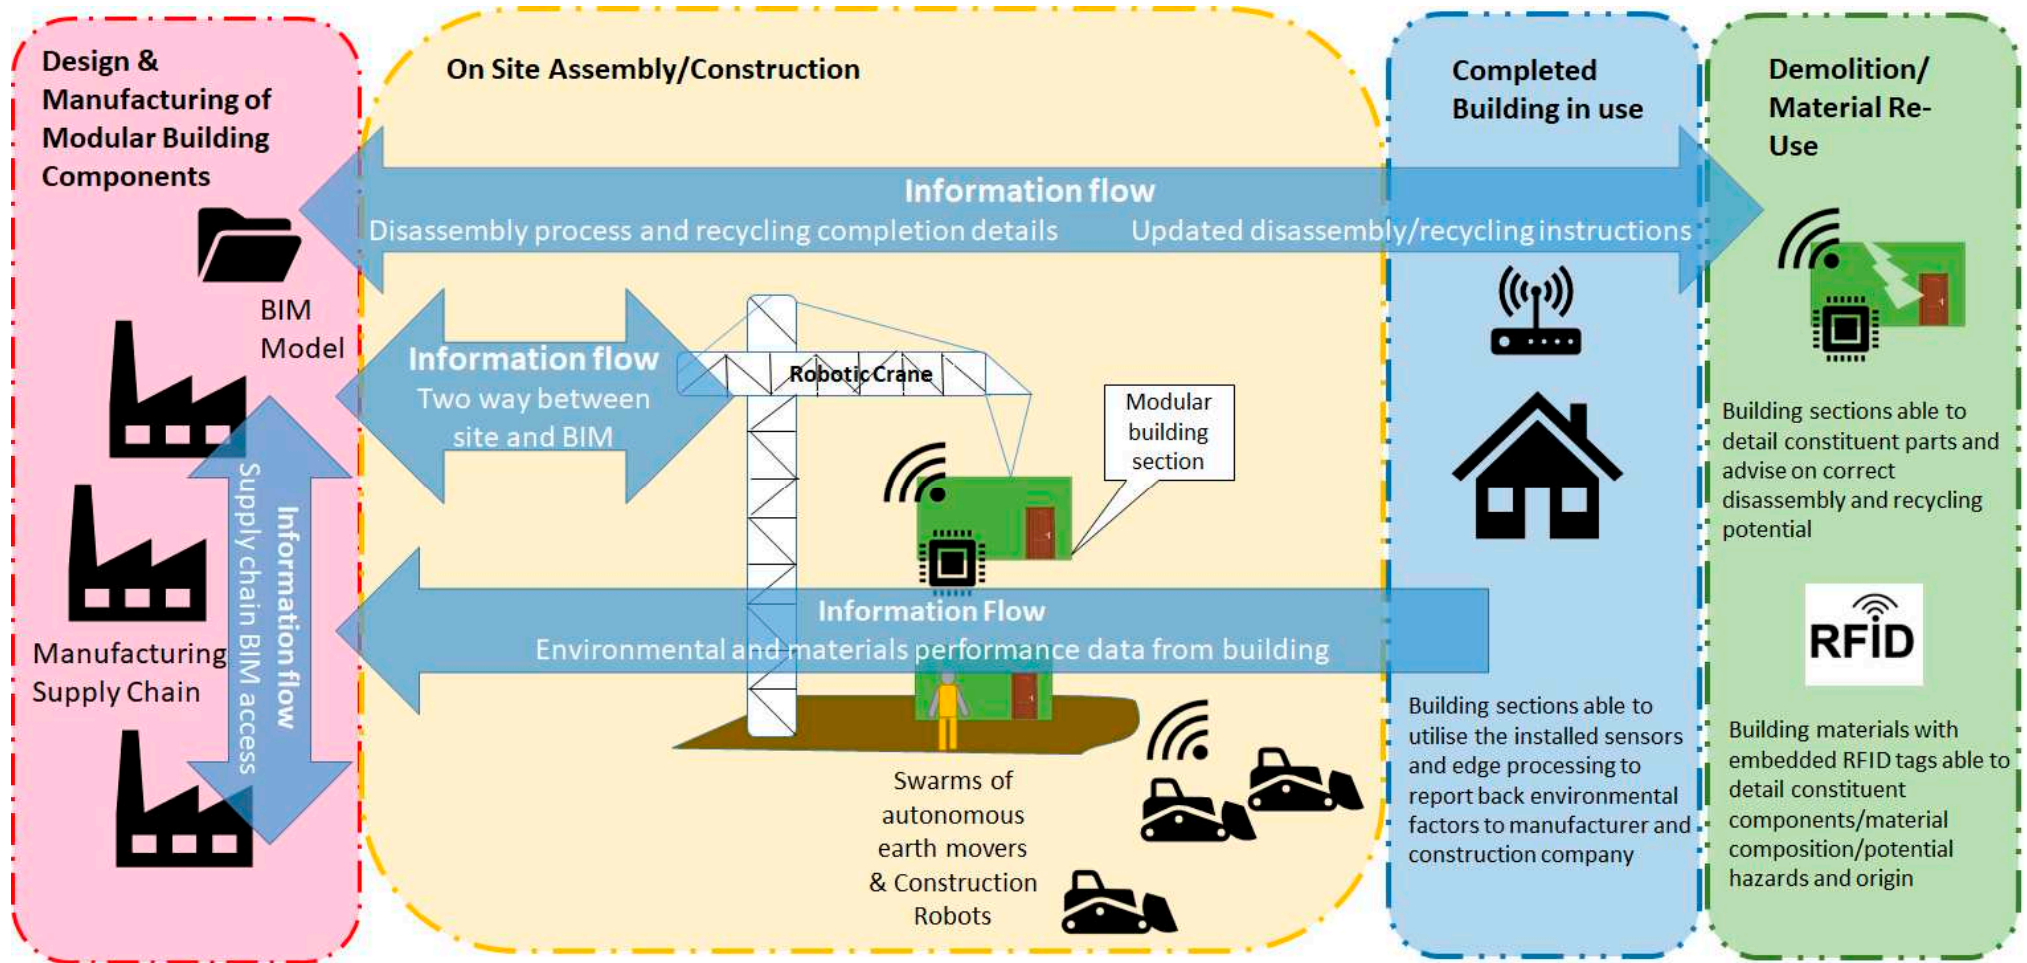 Design &
Manufacturing of
Modular Building
Components
BIM
Model
Manufacturing
Supply Chain
Information flow
Supply chain BIM access
On Site Assembly/Construction
Information flow
Disassembly process and recycling completion details
Updated disassembly/recycling instructions
Information flow
Two way between
site and BIM
Robotic Crane
Modular
building
section
Information Flow
Environmental and materials performance data from building
Swarms of
autonomous
earth movers
& Construction
Robots
Completed
Building in use
Building sections able to
utilise the installed sensors
and edge processing to
report back environmental
factors to manufacturer and
construction company
Demolition/
Material Re-
Use
Building sections able to
detail constituent parts and
advise on correct
disassembly and recycling
potential
RFiD
Building materials with
embedded RFID tags able to
detail constituent
components/material
composition/potential
hazards and origin